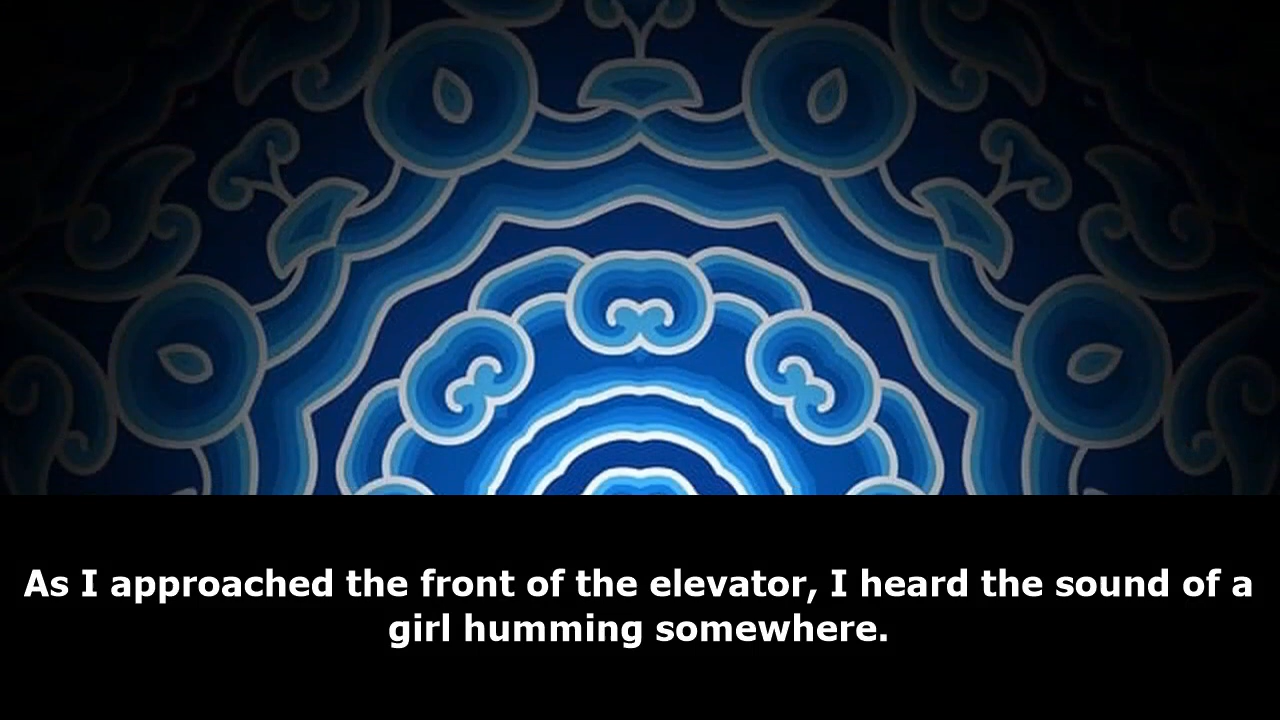 As I approached the front of the elevator, I heard the sound of a
girl humming somewhere.